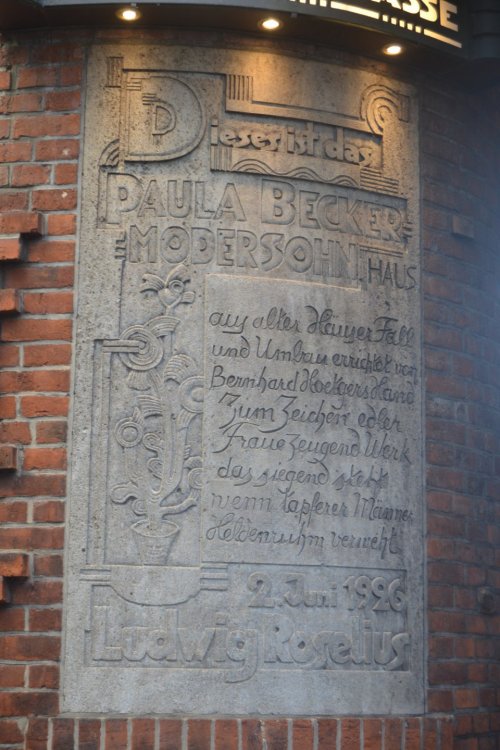 ASSE
Dieses ist das
PAULA BECKER
MODERSOHN HAUS
aus alter Häuser Fall
und Umbau errichtet von
Bernhard Hoetgers Hand
Zum Zeichen edler
Frau zeugend Werk
das siegend steht
wenn tapferer Männer
Heldenruhm verweht
2. Juni 1926
Ludwig Roselius